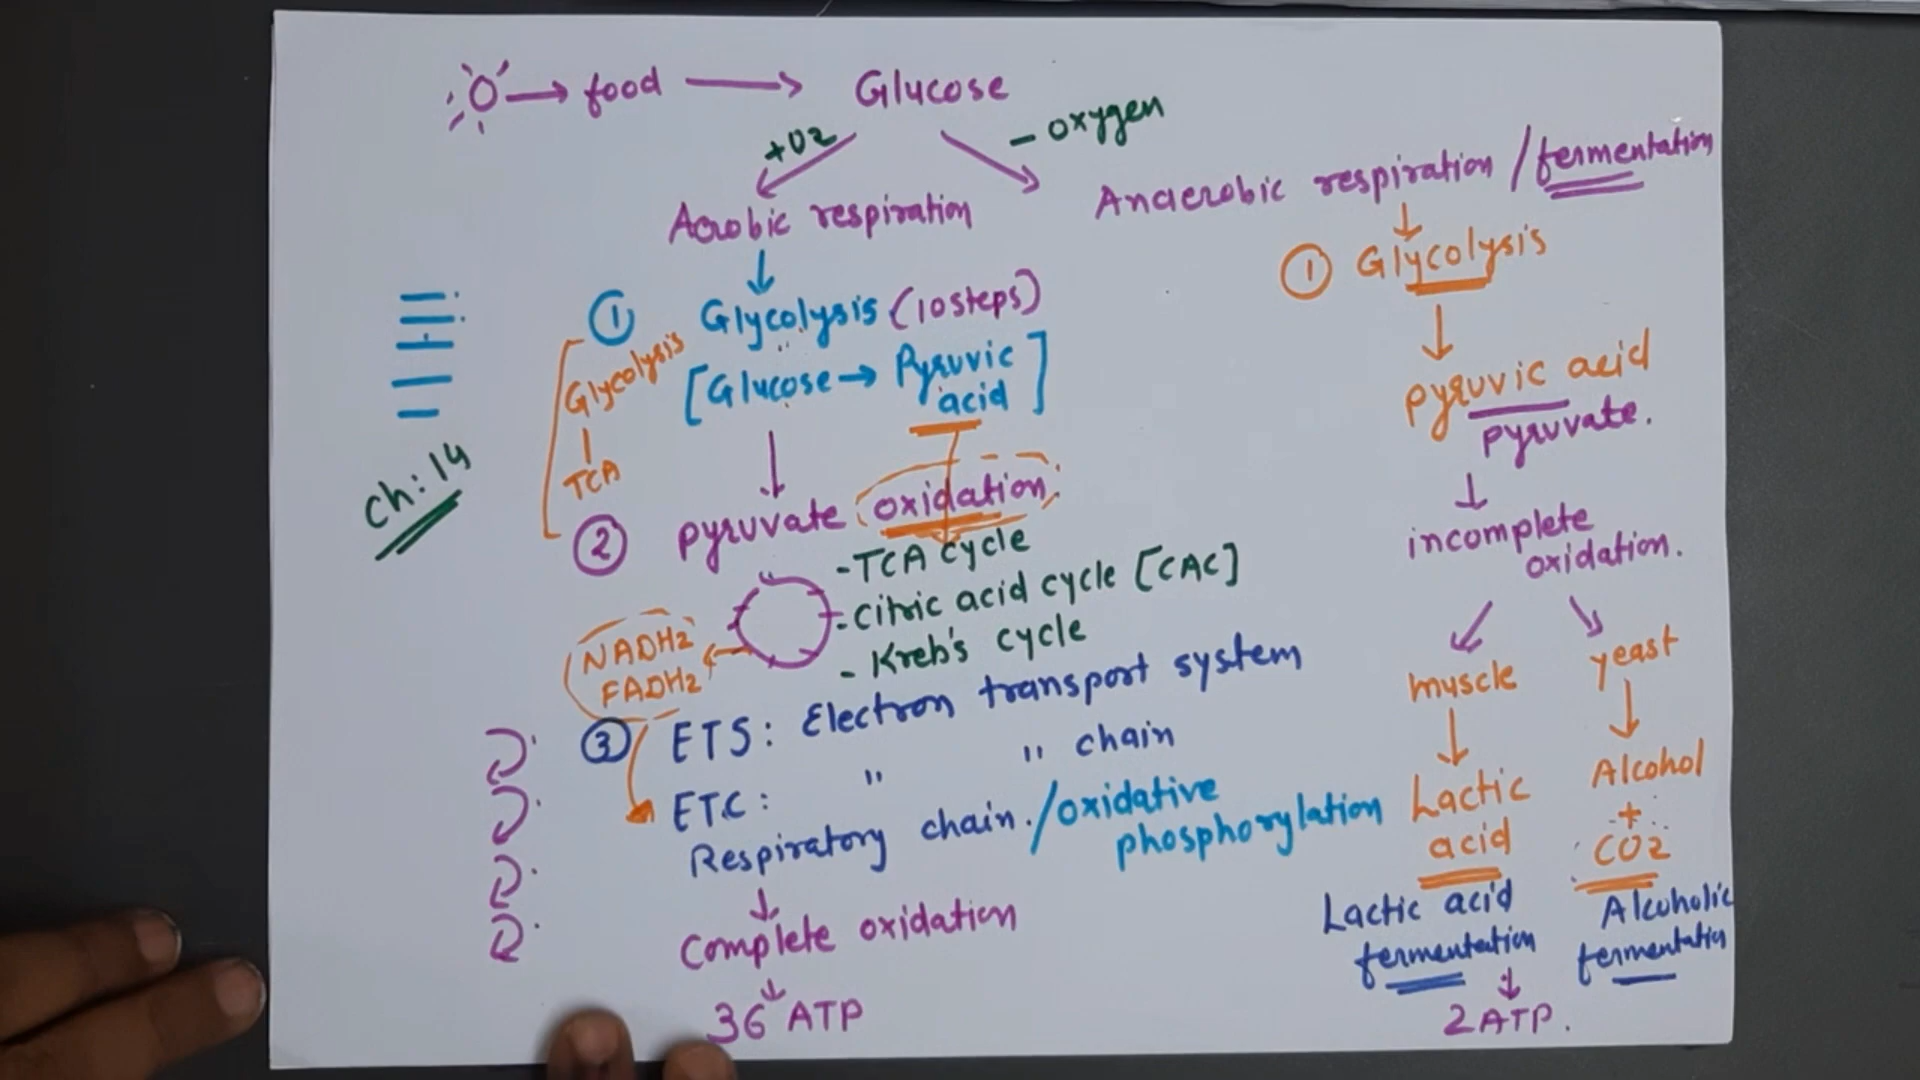 → food → Glucose
+O2
- oxygen
Aerobic respiration
Anaerobic respiration / fermentation
① Glycolysis (10 steps)
[Glucose → Pyruvic acid]
Glycolysis
TCA
Ch: 14
② pyruvate oxidation
- TCA cycle
- Citric acid cycle [CAC]
- Kreb's cycle
NADH2
FADH2
③ ETS: Electron transport system
ETC: " " chain
Respiratory chain. / oxidative phosphorylation
↓
Complete oxidation
↓
36 ATP
① Glycolysis
↓
pyruvic acid
pyruvate.
↓
incomplete
oxidation.
muscle
yeast
Lactic
acid
Alcohol
+
CO2
Lactic acid
fermentation
Alcoholic
fermentation
↓
2 ATP.